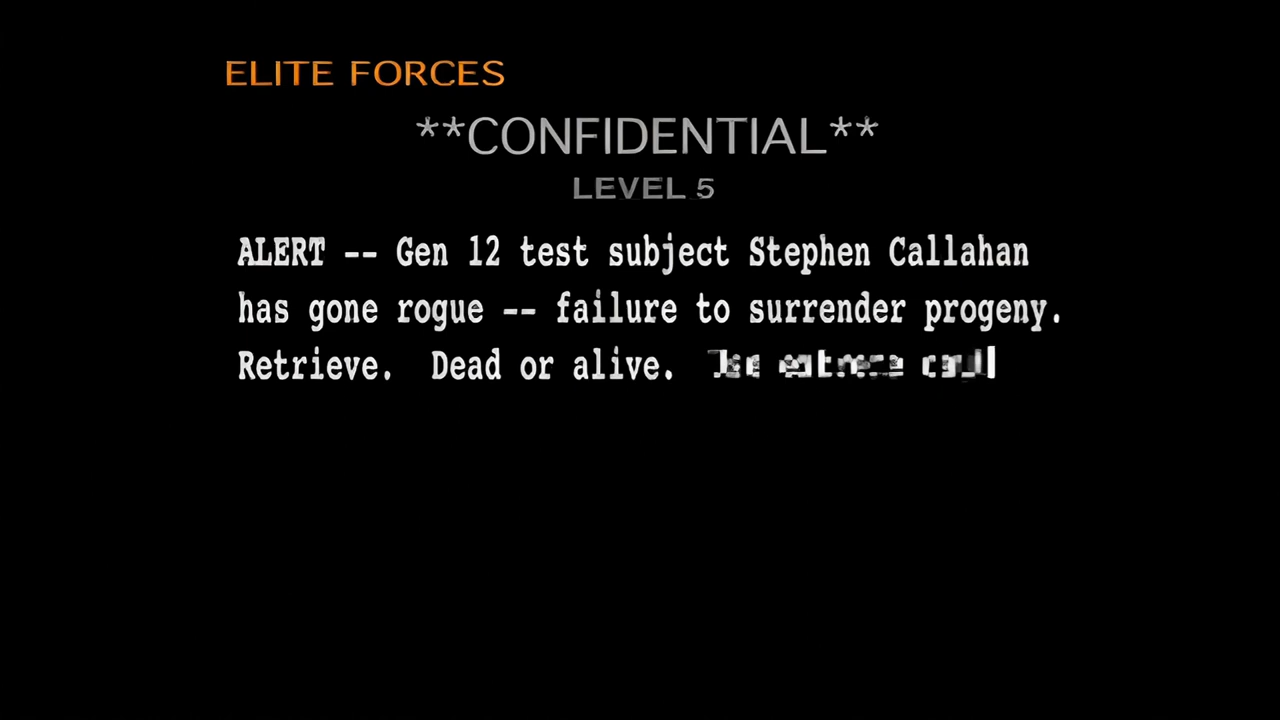 ELITE FORCES
**CONFIDENTIAL**
LEVEL 5
ALERT -- Gen 12 test subject Stephen Callahan
has gone rogue -- failure to surrender progeny.
Retrieve. Dead or alive.